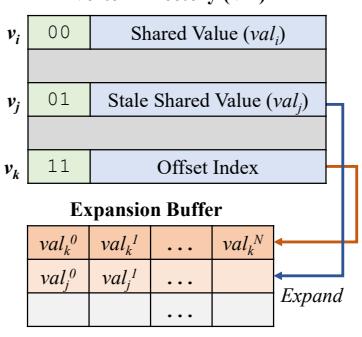 v_i 00 Shared Value (val_i)
v_j 01 Stale Shared Value (val_j)
v_k 11 Offset Index
Expansion Buffer
val_k^0 val_k^1 ... val_k^N
val_j^0 val_j^1 ...
...
Expand